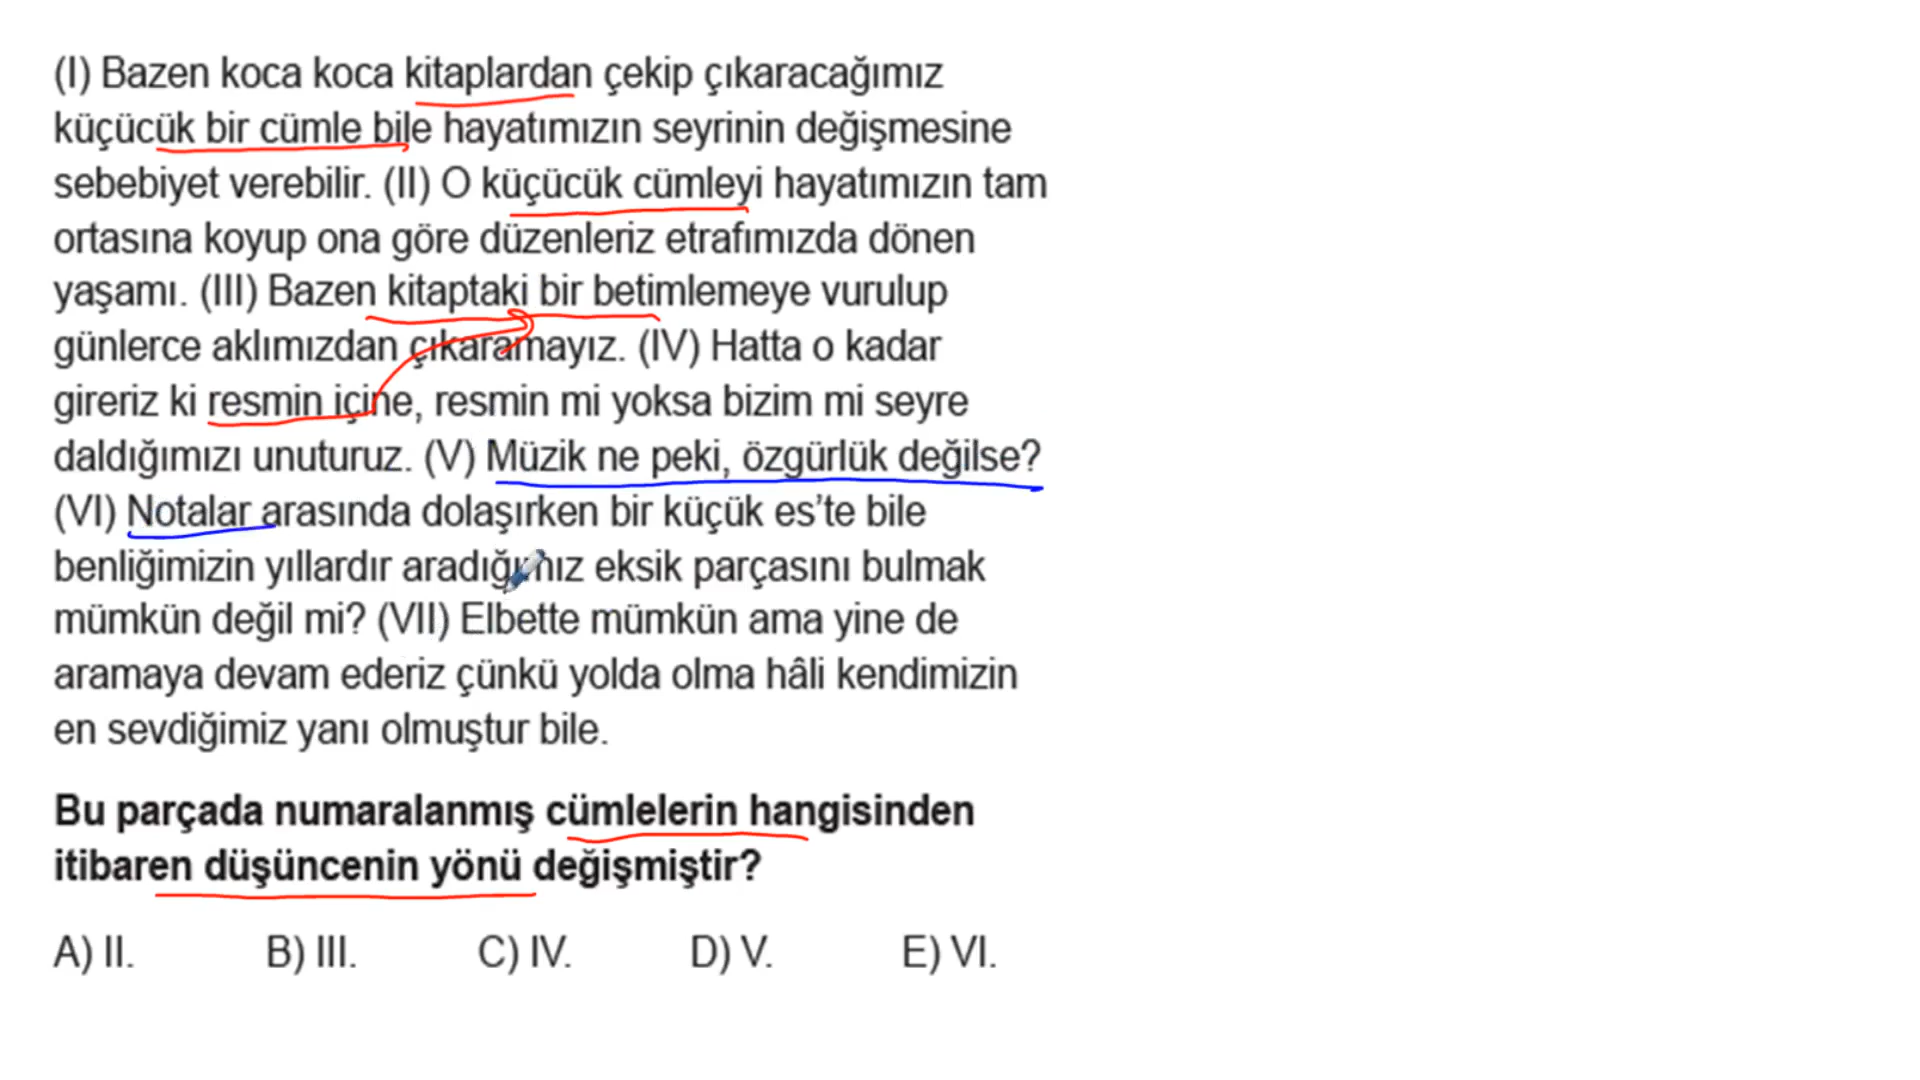 (I) Bazen koca koca kitaplardan çekip çıkaracağımız
küçücük bir cümle bile hayatımızın seyrinin değişmesine
sebebiyet verebilir. (II) O küçücük cümleyi hayatımızın tam
ortasına koyup ona göre düzenleriz etrafımızda dönen
yaşamı. (III) Bazen kitaptaki bir betimlemeye vurulup
günlerce aklımızdan çıkaramayız. (IV) Hatta o kadar
gireriz ki resmin içine, resmin mi yoksa bizim mi seyre
daldığımızı unuturuz. (V) Müzik ne peki, özgürlük değilse?
(VI) Notalar arasında dolaşırken bir küçük es’te bile
benliğimizin yıllardır aradığımız eksik parçasını bulmak
mümkün değil mi? (VII) Elbette mümkün ama yine de
aramaya devam ederiz çünkü yolda olma hâli kendimizin
en sevdiğimiz yanı olmuştur bile.
Bu parçada numaralanmış cümlelerin hangisinden
itibaren düşüncenin yönü değişmiştir?
A) II. B) III. C) IV. D) V. E) VI.